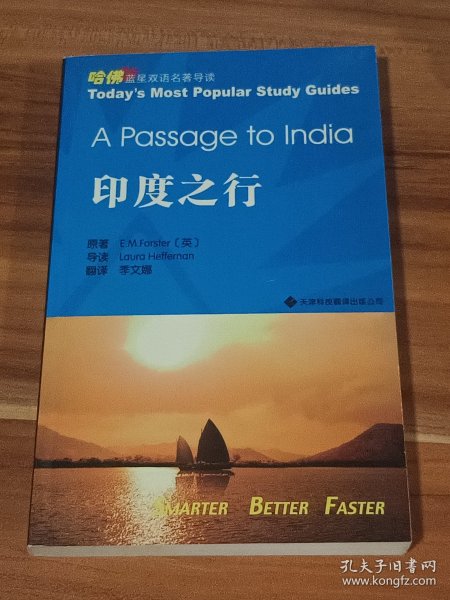 哈佛蓝星双语名著导读
Today's Most Popular Study Guides
A Passage to India
印度之行
原著 E.M.Forster〔英〕
导读 Laura Heffernan
翻译 季文娜
天津科技翻译出版公司
SMARTER BETTER FASTER
孔夫子旧书网
www.kongfz.com